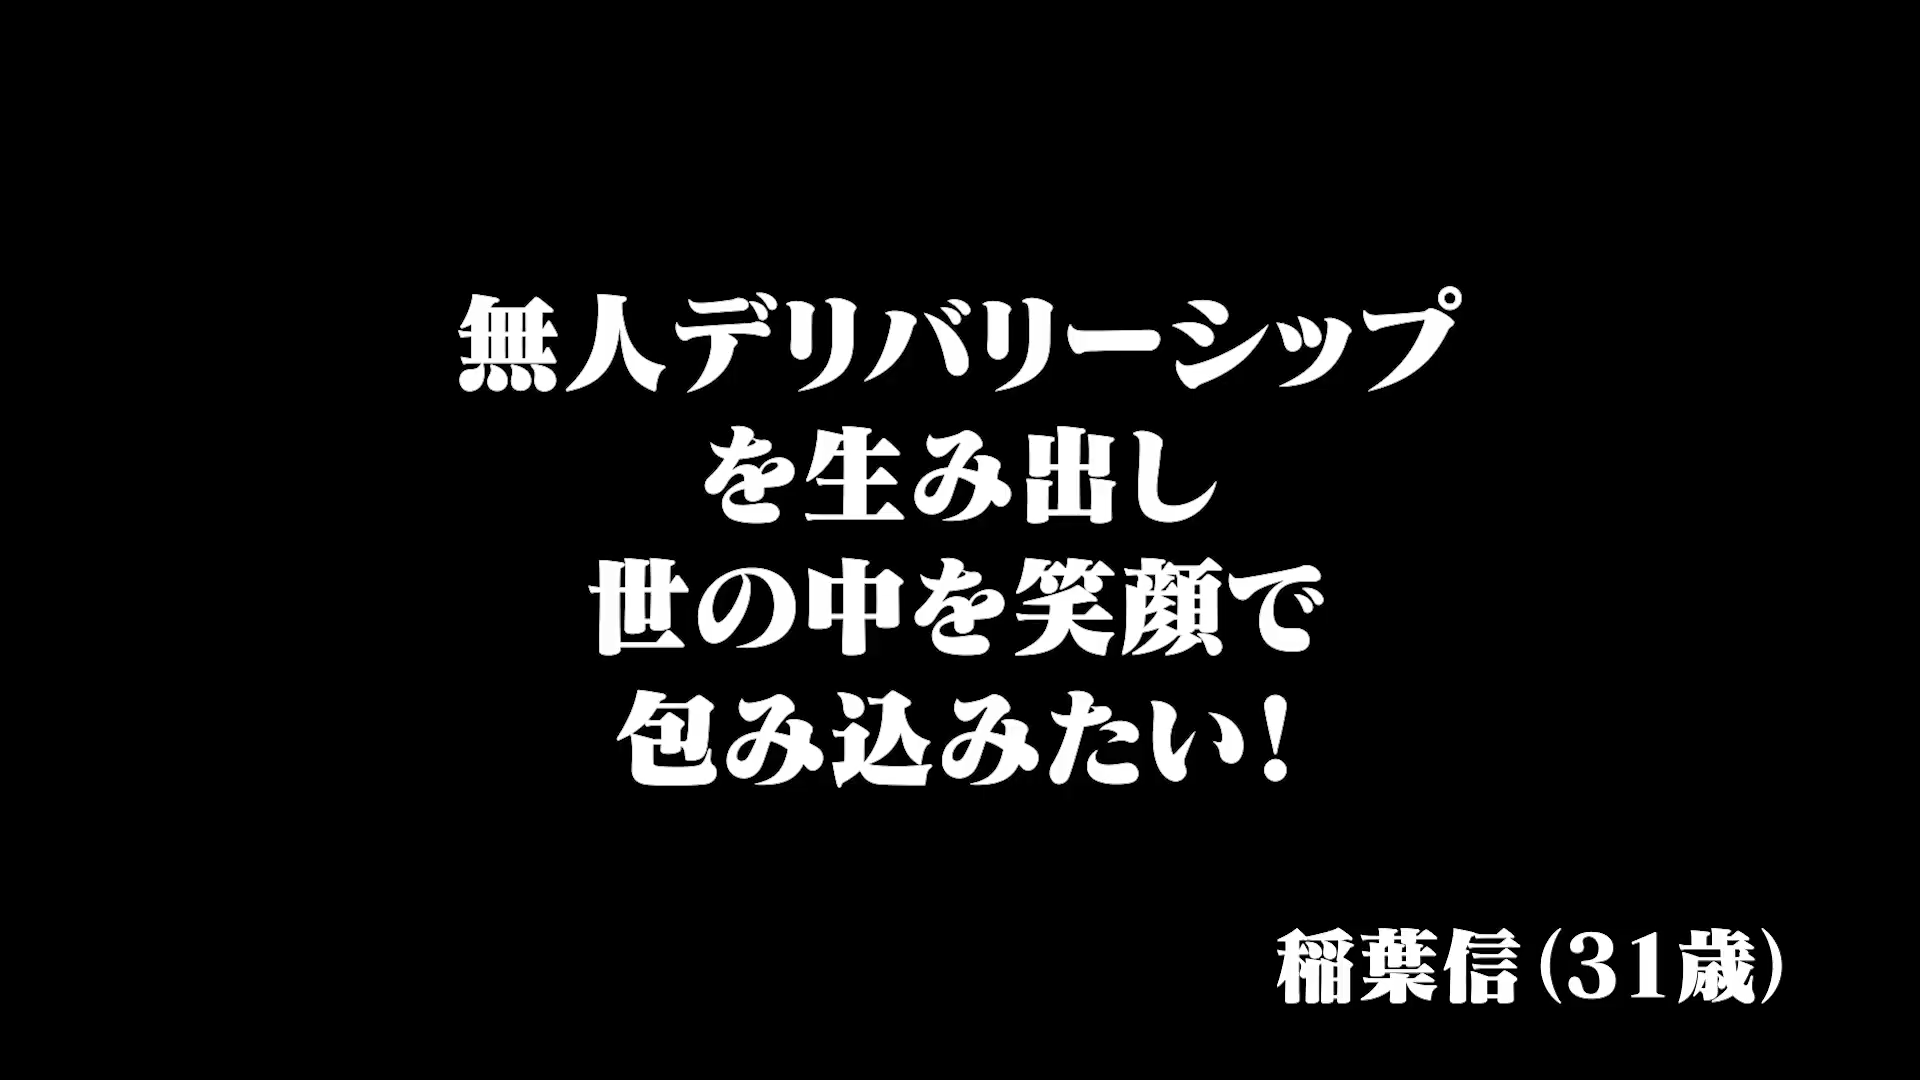 無人デリバリーシップ
を生み出し
世の中を笑顔で
包み込みたい!
稲葉信(31歳)